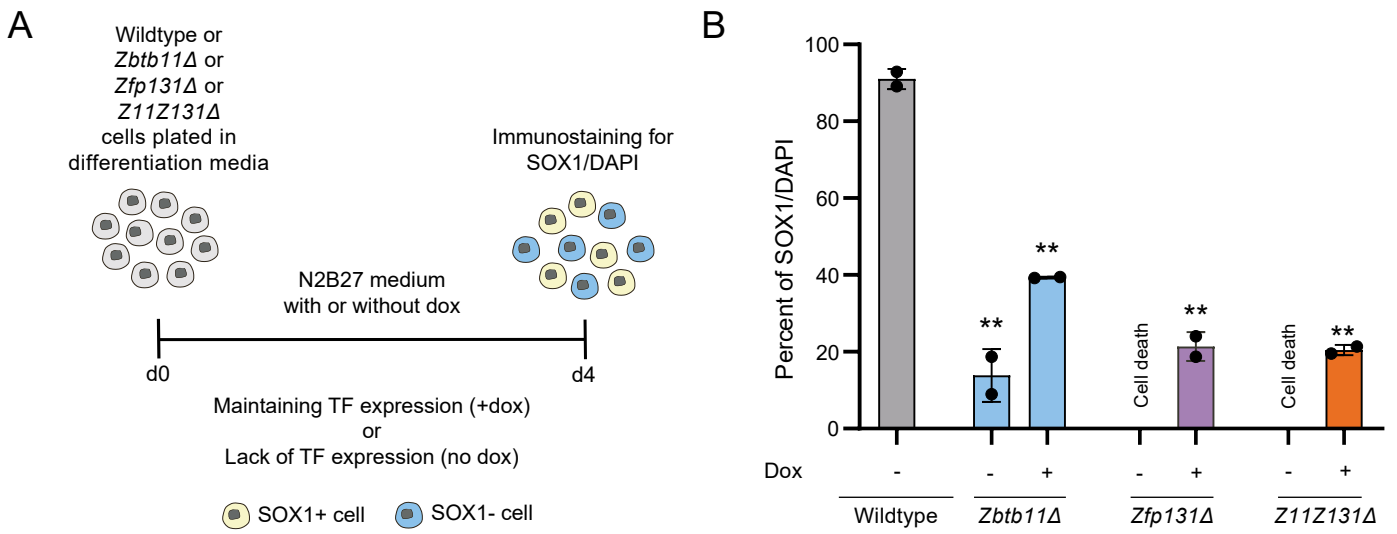 A
Wildtype or
Zbtb11Δ or
Zfp131Δ or
Z11Z131Δ
cells plated in
differentiation media
Immunostaining for
SOX1/DAPI
N2B27 medium
with or without dox
d0
d4
Maintaining TF expression (+dox)
or
Lack of TF expression (no dox)
SOX1+ cell
SOX1- cell
B
Percent of SOX1/DAPI
100
80
60
40
20
0
**
**
Cell death
**
Cell death
**
Dox - - + - + - +
Wildtype Zbtb11Δ Zfp131Δ Z11Z131Δ